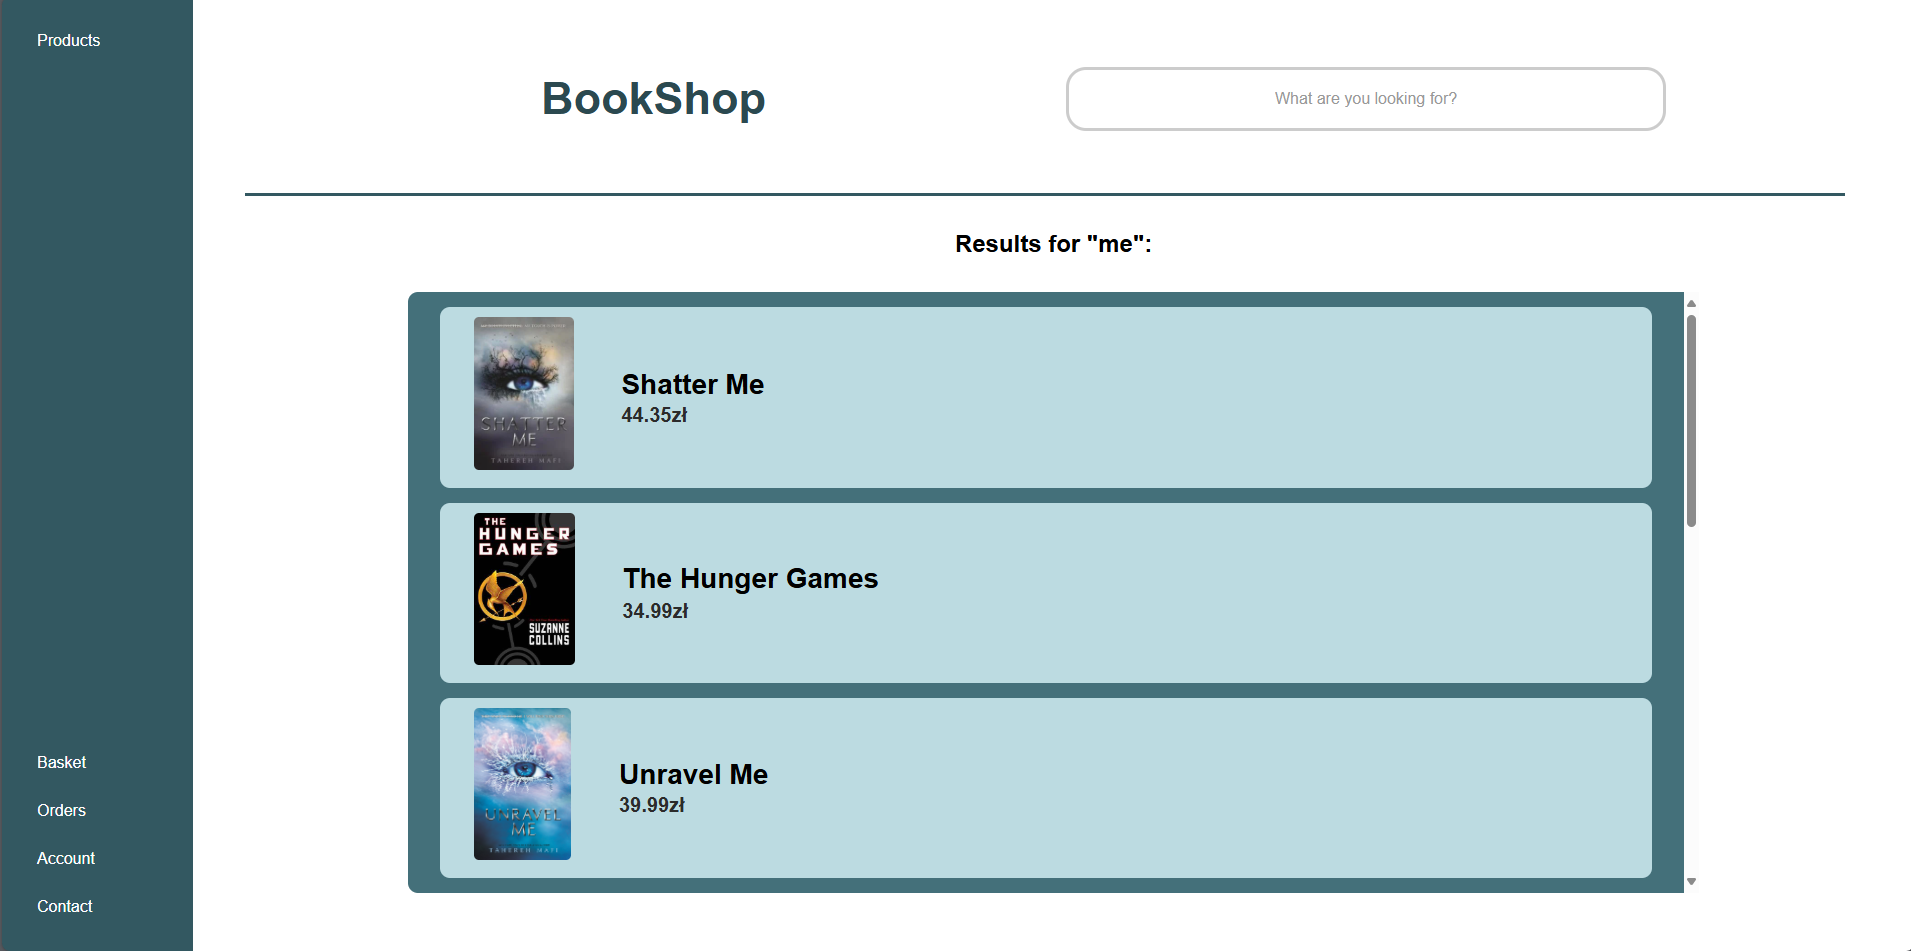 Products
BookShop
What are you looking for?
Results for "me":
SHATTER
ME
TAHEREH MAFI
Shatter Me
44.35zł
THE
HUNGER
GAMES
SUZANNE
COLLINS
The Hunger Games
34.99zł
UNRAVEL
ME
TAHEREH MAFI
Unravel Me
39.99zł
Basket
Orders
Account
Contact